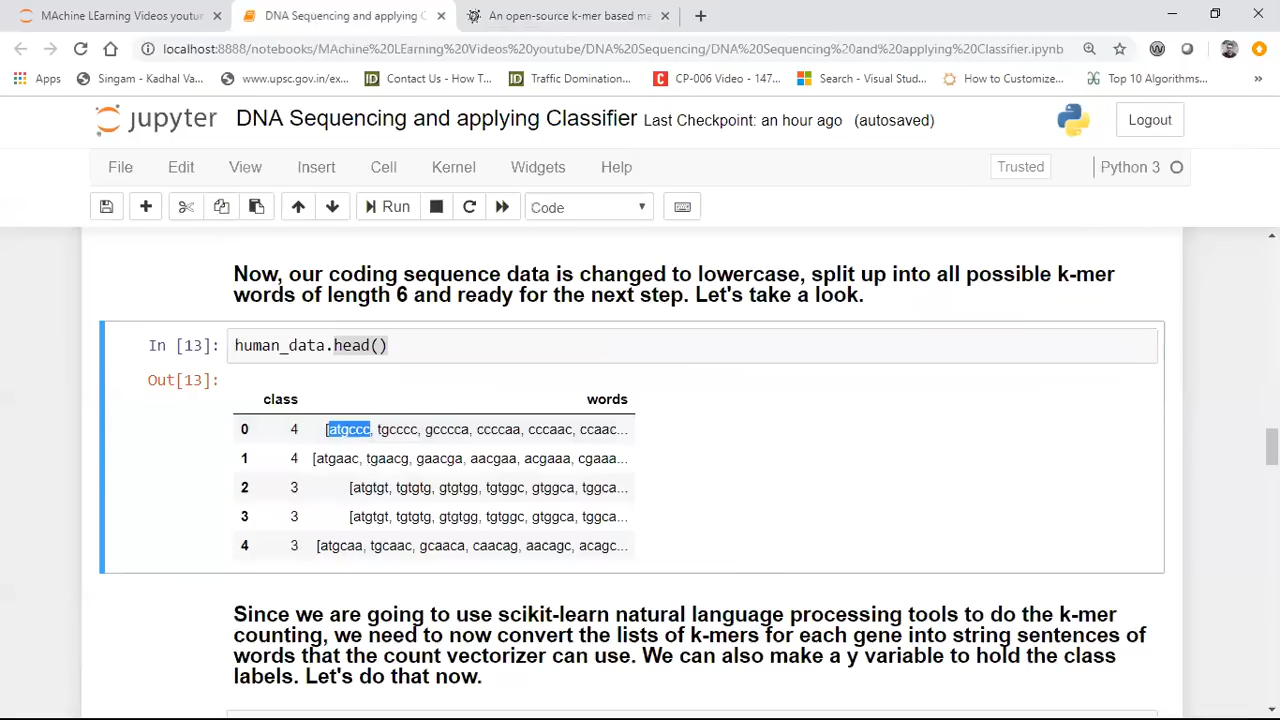 MAchine LEarning Videos youtu
DNA Sequencing and applying C
An open-source k-mer based ma
localhost:8888/notebooks/MAchine%20LEarning%20Videos%20youtube/DNA%20Sequencing/DNA%20Sequencing%20and%20applying%20Classifier.ipynb
Apps
Singam - Kadhal Va...
www.upsc.gov.in/ex...
Contact Us - How T...
Traffic Domination...
CP-006 Video - 147...
Search - Visual Stud...
How to Customize...
Top 10 Algorithms...
»
jupyter DNA Sequencing and applying Classifier Last Checkpoint: an hour ago (autosaved)
Logout
File Edit View Insert Cell Kernel Widgets Help
Trusted
Python 3
Run
Code
Now, our coding sequence data is changed to lowercase, split up into all possible k-mer
words of length 6 and ready for the next step. Let's take a look.
In [13]: human_data.head()
Out[13]:
class words
0 4 [atgccc, tgcccc, gcccca, ccccaa, cccaac, ccaac...
1 4 [atgaac, tgaacg, gaacga, aacgaa, acgaaa, cgaaa...
2 3 [atgtgt, tgtgtg, gtgtgg, tgtggc, gtggca, tggca...
3 3 [atgtgt, tgtgtg, gtgtgg, tgtggc, gtggca, tggca...
4 3 [atgcaa, tgcaac, gcaaca, caacag, aacagc, acagc...
Since we are going to use scikit-learn natural language processing tools to do the k-mer
counting, we need to now convert the lists of k-mers for each gene into string sentences of
words that the count vectorizer can use. We can also make a y variable to hold the class
labels. Let's do that now.